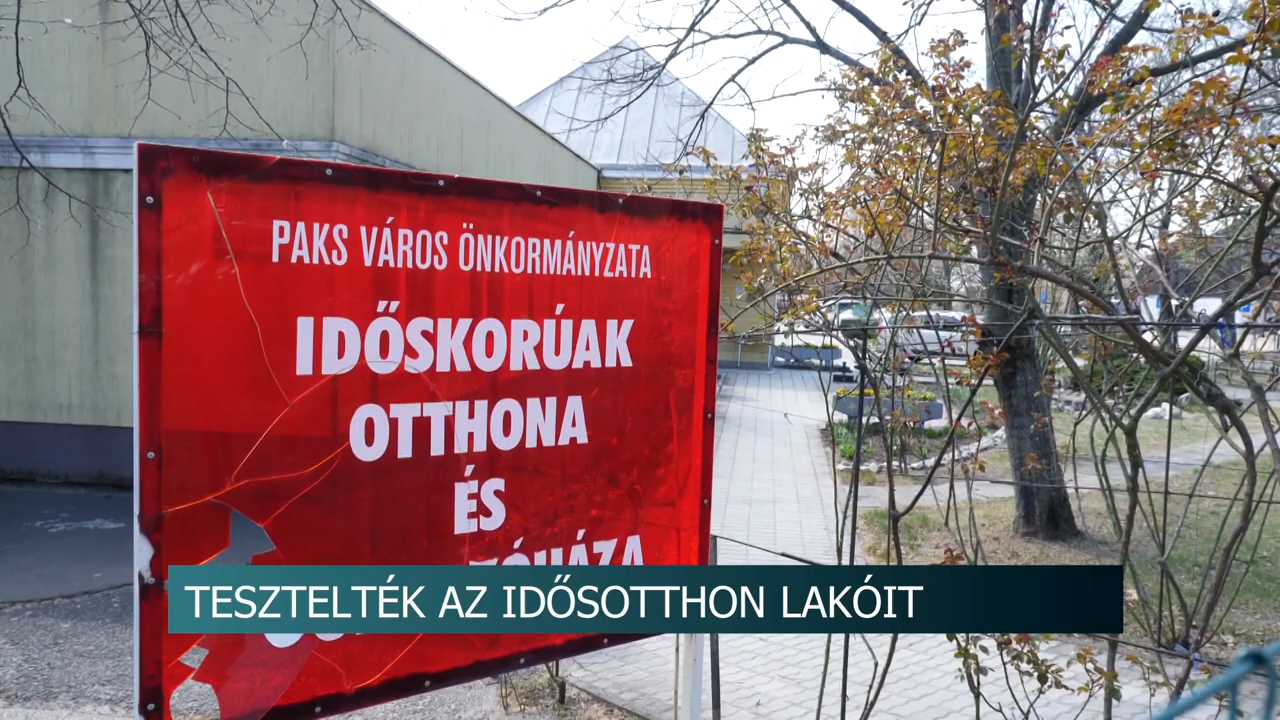 PAKS VÁROS ÖNKORMÁNYZATA
IDŐSKORÚAK
OTTHONA
ÉS
TESZTELTÉK AZ IDŐSOTTHON LAKÓIT